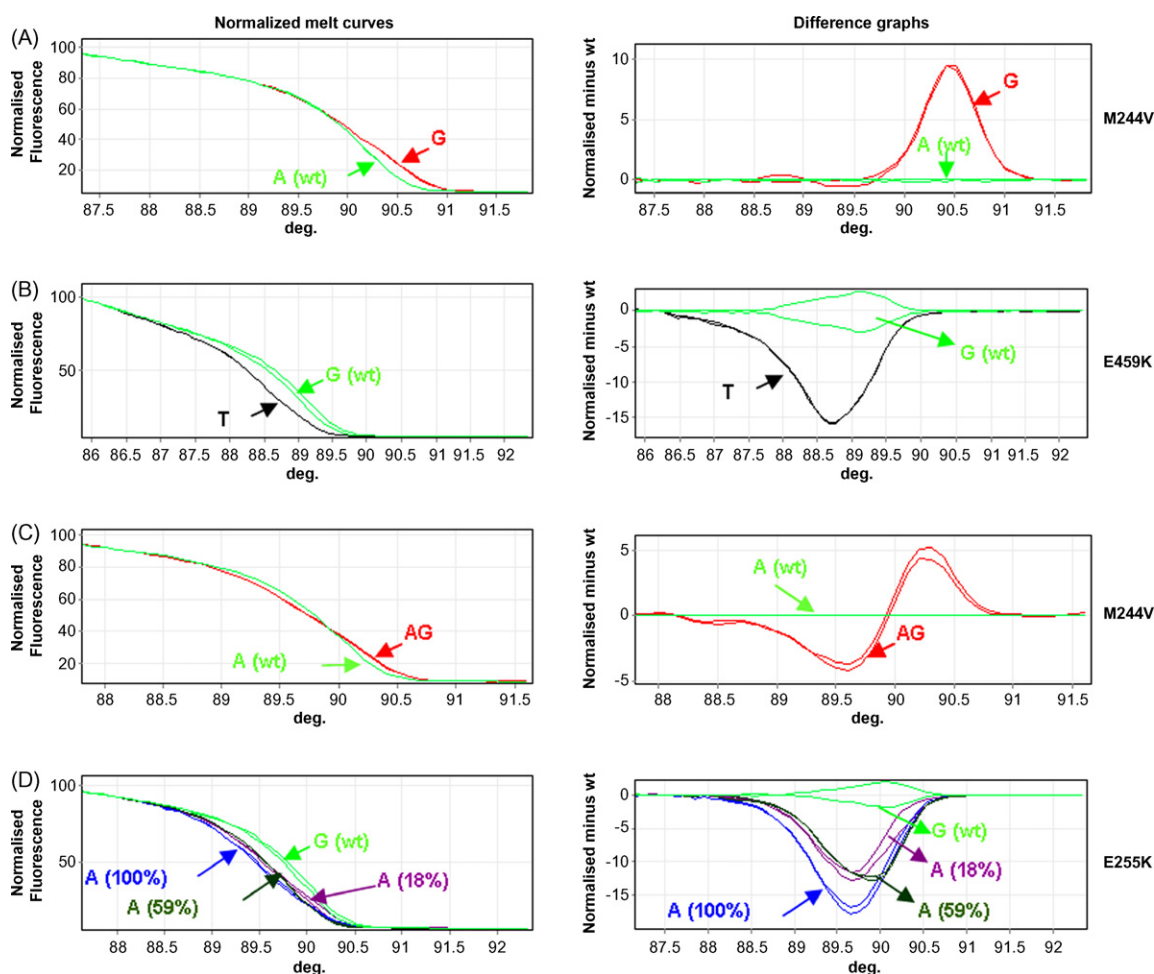 Normalized melt curves
Difference graphs
(A)
Normalised
Fluorescence
100
80
60
40
20
G
A (wt)
87.5 88 88.5 89 89.5 90 90.5 91 91.5
deg.
Normalised minus wt
10
5
0
G
A (wt)
87.5 88 88.5 89 89.5 90 90.5 91 91.5
deg.
M244V
(B)
Normalised
Fluorescence
100
50
G (wt)
T
86 86.5 87 87.5 88 88.5 89 89.5 90 90.5 91 91.5 92
deg.
Normalised minus wt
0
-5
-10
-15
G (wt)
T
86 86.5 87 87.5 88 88.5 89 89.5 90 90.5 91 91.5 92
deg.
E459K
(C)
Normalised
Fluorescence
100
80
60
40
20
AG
A (wt)
88 88.5 89 89.5 90 90.5 91 91.5
deg.
Normalised minus wt
5
0
-5
A (wt)
AG
88 88.5 89 89.5 90 90.5 91 91.5
deg.
M244V
(D)
Normalised
Fluorescence
100
50
G (wt)
A (100%)
A (18%)
A (59%)
88 88.5 89 89.5 90 90.5 91 91.5 92
deg.
Normalised minus wt
0
-5
-10
-15
G (wt)
A (18%)
A (100%)
A (59%)
87.5 88 88.5 89 89.5 90 90.5 91 91.5 92
deg.
E255K